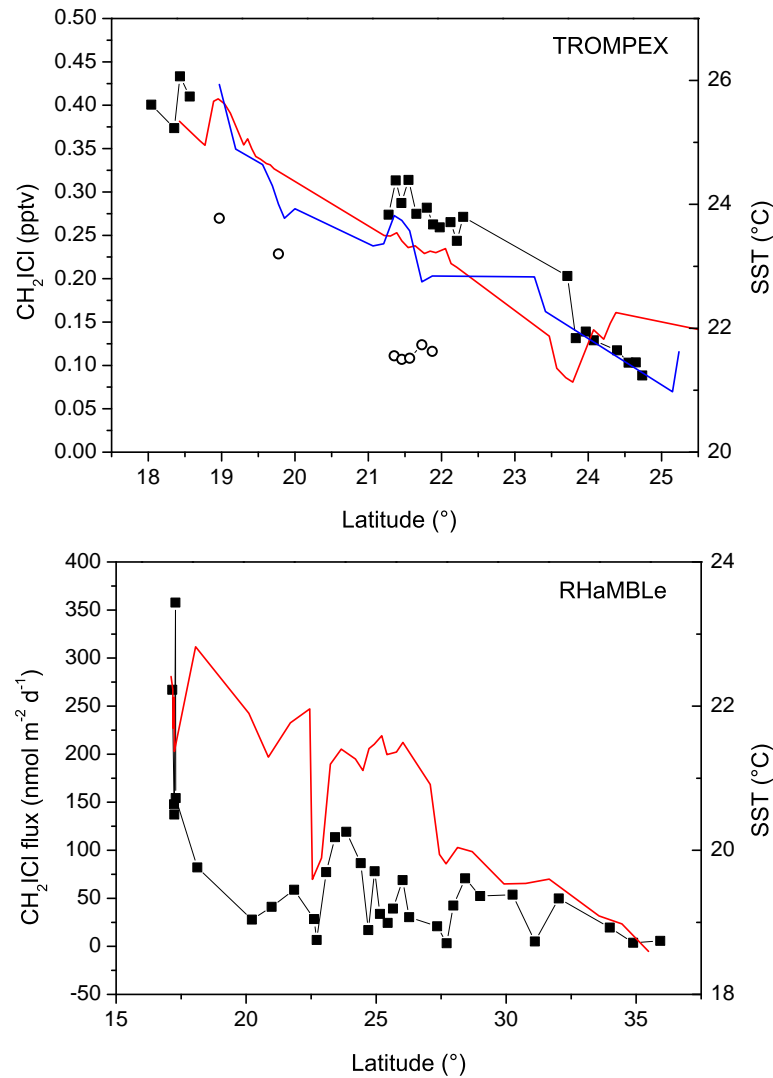 TROMPEX
CH₂ICl (pptv)
0.50
0.45
0.40
0.35
0.30
0.25
0.20
0.15
0.10
0.05
0.00
26
24
22
20
SST (°C)
18 19 20 21 22 23 24 25
Latitude (°)
RHaMBLe
CH₂ICl flux (nmol m⁻² d⁻¹)
400
350
300
250
200
150
100
50
0
-50
24
22
20
18
SST (°C)
15 20 25 30 35
Latitude (°)